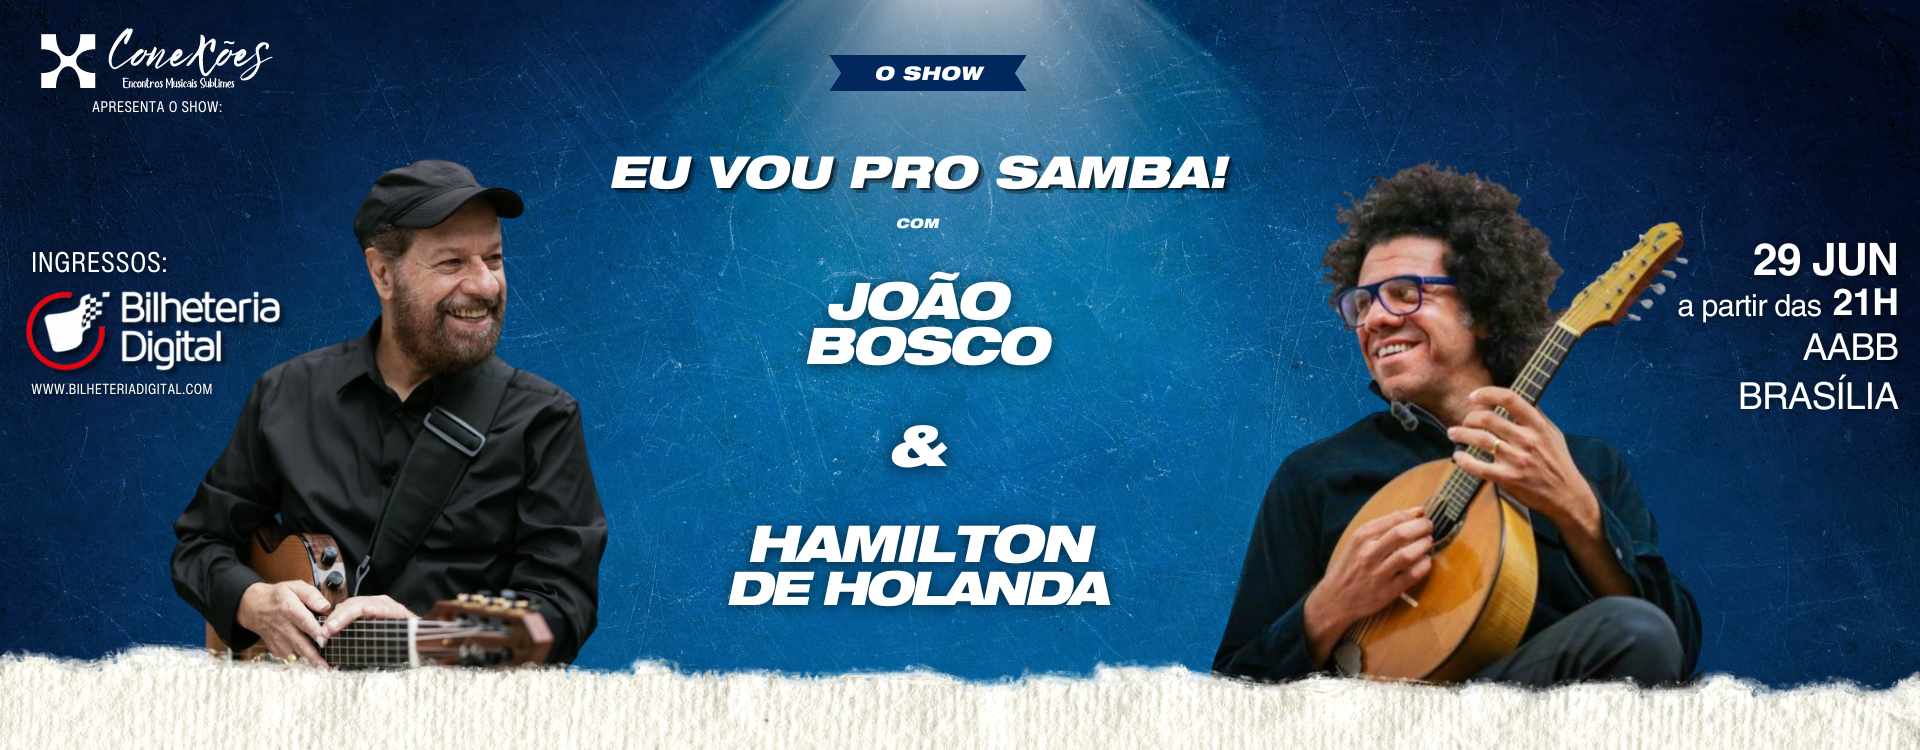 ConeXões
Encontros Musicais Sublimes
APRESENTA O SHOW:
O SHOW
EU VOU PRO SAMBA!
COM
JOÃO
BOSCO
&
HAMILTON
DE HOLANDA
INGRESSOS:
Bilheteria
Digital
WWW.BILHETERIADIGITAL.COM
29 JUN
a partir das 21H
AABB
BRASÍLIA